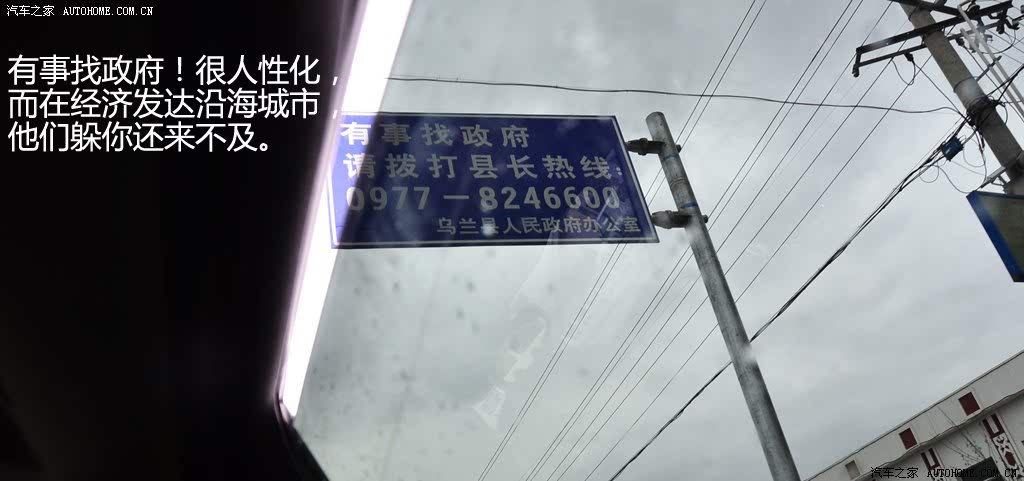 汽车之家 AUTOHOME.COM.CN
有事找政府！很人性化，
而在经济发达沿海城市，
他们躲你还来不及。
有事找政府
请拨打县长热线：
0977－8246600
乌兰县人民政府办公室
汽车之家 AUTOHOME.COM.CN